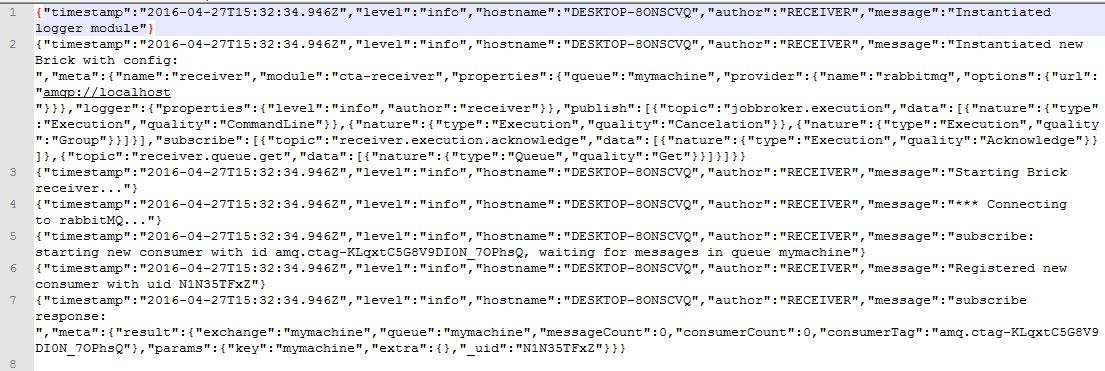 1 {"timestamp":"2016-04-27T15:32:34.946Z","level":"info","hostname":"DESKTOP-8ONSCVQ","author":"RECEIVER","message":"Instantiated
logger module"}
2 {"timestamp":"2016-04-27T15:32:34.946Z","level":"info","hostname":"DESKTOP-8ONSCVQ","author":"RECEIVER","message":"Instantiated new
Brick with config:
","meta":{"name":"receiver","module":"cta-receiver","properties":{"queue":"mymachine","provider":{"name":"rabbitmq","options":{"url":
"amqp://localhost
"}}},"logger":{"properties":{"level":"info","author":"receiver"}},"publish":[{"topic":"jobbroker.execution","data":[{"nature":{"type"
:"Execution","quality":"CommandLine"}},{"nature":{"type":"Execution","quality":"Cancelation"}},{"nature":{"type":"Execution","quality
":"Group"}}]}],"subscribe":[{"topic":"receiver.execution.acknowledge","data":[{"nature":{"type":"Execution","quality":"Acknowledge"}}
]},{"topic":"receiver.queue.get","data":[{"nature":{"type":"Queue","quality":"Get"}}]}]}}
3 {"timestamp":"2016-04-27T15:32:34.946Z","level":"info","hostname":"DESKTOP-8ONSCVQ","author":"RECEIVER","message":"Starting Brick
receiver..."}
4 {"timestamp":"2016-04-27T15:32:34.946Z","level":"info","hostname":"DESKTOP-8ONSCVQ","author":"RECEIVER","message":"*** Connecting
to rabbitMQ..."}
5 {"timestamp":"2016-04-27T15:32:34.946Z","level":"info","hostname":"DESKTOP-8ONSCVQ","author":"RECEIVER","message":"subscribe:
starting new consumer with id amq.ctag-KLqxtC5G8V9DI0N_7OPhsQ, waiting for messages in queue mymachine"}
6 {"timestamp":"2016-04-27T15:32:34.946Z","level":"info","hostname":"DESKTOP-8ONSCVQ","author":"RECEIVER","message":"Registered new
consumer with uid N1N35TFxZ"}
7 {"timestamp":"2016-04-27T15:32:34.946Z","level":"info","hostname":"DESKTOP-8ONSCVQ","author":"RECEIVER","message":"subscribe
response:
","meta":{"result":{"exchange":"mymachine","queue":"mymachine","messageCount":0,"consumerCount":0,"consumerTag":"amq.ctag-KLqxtC5G8V9
DI0N_7OPhsQ"},"params":{"key":"mymachine","extra":{},"_uid":"N1N35TFxZ"}}}
8